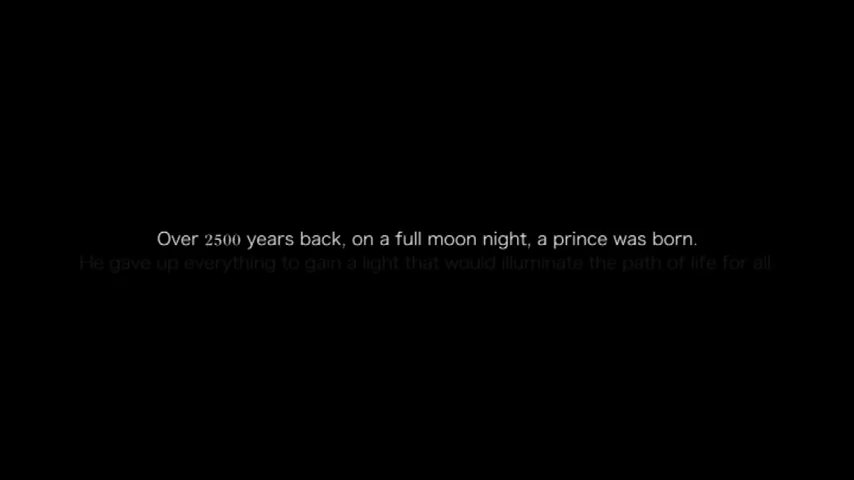 Over 2500 years back, on a full moon night, a prince was born.
He gave up everything to gain a light that would illuminate the path of life for all.